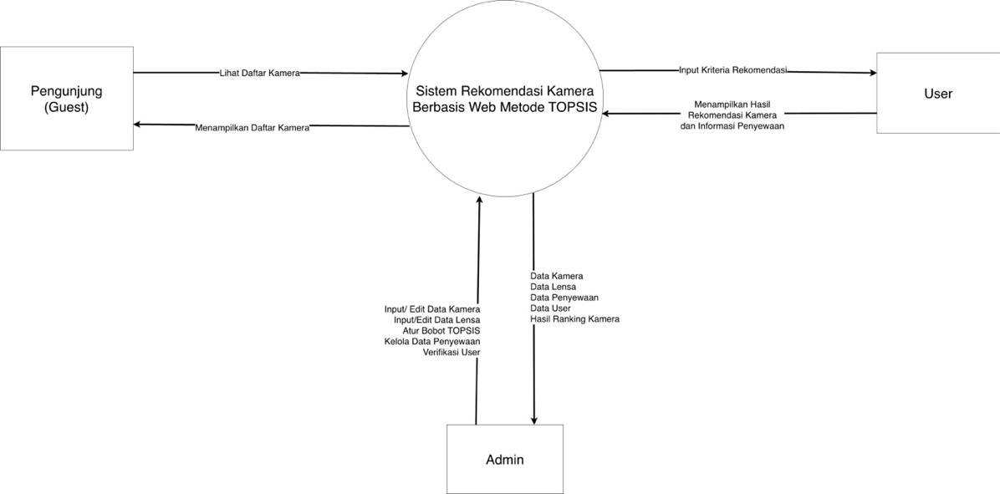 Pengunjung
(Guest)
Lihat Daftar Kamera
Menampilkan Daftar Kamera
Sistem Rekomendasi Kamera
Berbasis Web Metode TOPSIS
Input Kriteria Rekomendasi
Menampilkan Hasil
Rekomendasi Kamera
dan Informasi Penyewaan
User
Input/ Edit Data Kamera
Input/Edit Data Lensa
Atur Bobot TOPSIS
Kelola Data Penyewaan
Verifikasi User
Data Kamera
Data Lensa
Data Penyewaan
Data User
Hasil Ranking Kamera
Admin